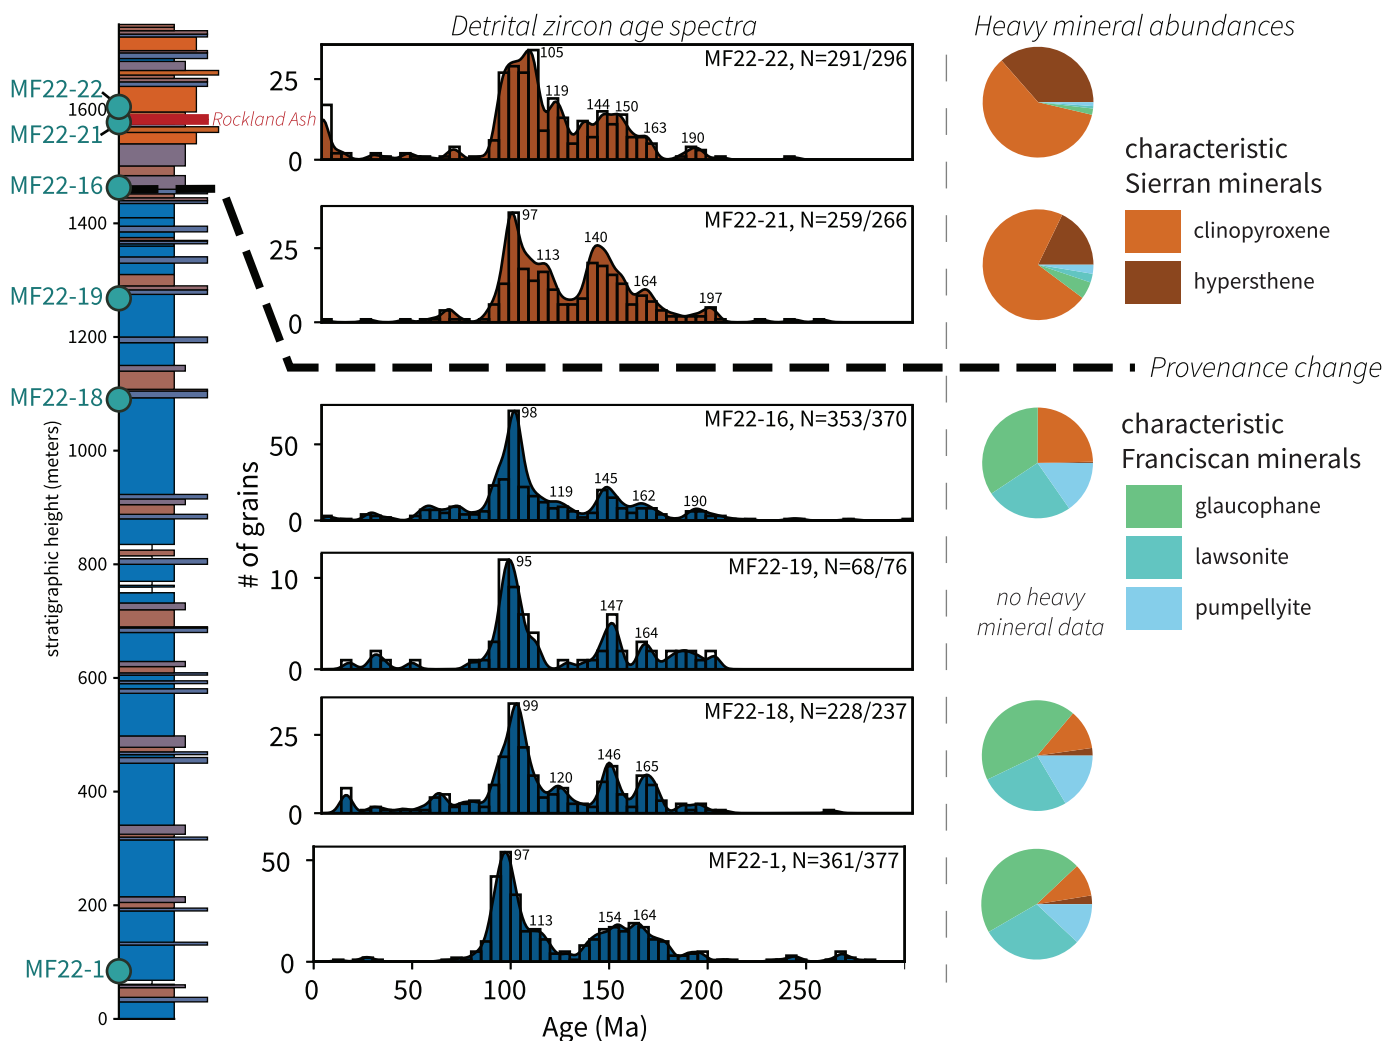 Detrital zircon age spectra
Heavy mineral abundances
MF22-22
1600
MF22-21
Rockland Ash
MF22-16
1400
MF22-19
1200
MF22-18
1000
800
600
400
200
MF22-1
0
stratigraphic height (meters)
MF22-22, N=291/296
25
0
105
119
144
150
163
190
MF22-21, N=259/266
25
0
97
113
140
164
197
Provenance change
MF22-16, N=353/370
50
0
98
119
145
162
190
# of grains
MF22-19, N=68/76
10
0
95
147
164
MF22-18, N=228/237
25
0
99
120
146
165
MF22-1, N=361/377
50
0
97
113
154
164
0
50
100
150
200
250
Age (Ma)
characteristic
Sierran minerals
clinopyroxene
hypersthene
characteristic
Franciscan minerals
glaucophane
lawsonite
pumpellyite
no heavy
mineral data